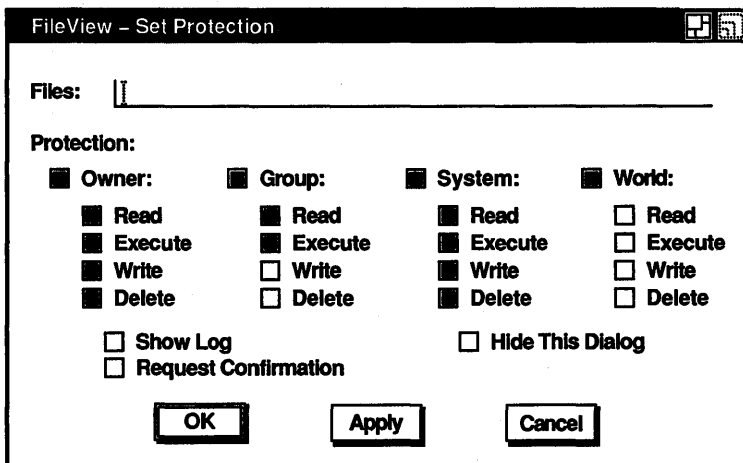 FileView – Set Protection
Files:
Protection:
Owner: Group: System: World:
Read Read Read Read
Execute Execute Execute Execute
Write Write Write Write
Delete Delete Delete Delete
Show Log Hide This Dialog
Request Confirmation
OK Apply Cancel